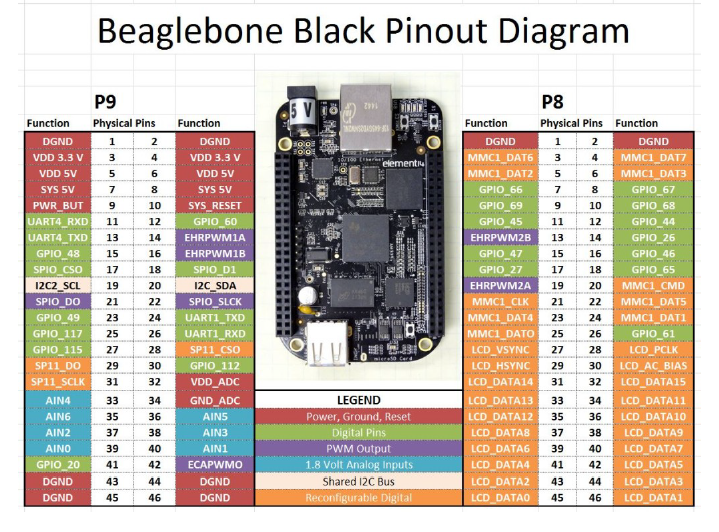 Beaglebone Black Pinout Diagram
P9
P8
Function Physical Pins Function
Function Physical Pins Function
DGND 1 2 DGND
VDD 3.3 V 3 4 VDD 3.3 V
VDD 5V 5 6 VDD 5V
SYS 5V 7 8 SYS 5V
PWR_BUT 9 10 SYS_RESET
UART4_RXD 11 12 GPIO_60
UART4_TXD 13 14 EHRPWM1A
GPIO_48 15 16 EHRPWM1B
SPIO_CSO 17 18 SPIO_D1
I2C2_SCL 19 20 I2C_SDA
SPIO_DO 21 22 SPIO_SLCK
GPIO_49 23 24 UART1_TXD
GPIO_117 25 26 UART1_RXD
GPIO_115 27 28 SP11_CSO
SP11_DO 29 30 GPIO_112
SP11_SCLK 31 32 VDD_ADC
AIN4 33 34 GND_ADC
AIN6 35 36 AIN5
AIN2 37 38 AIN3
AIN0 39 40 AIN1
GPIO_20 41 42 ECAPWMO
DGND 43 44 DGND
DGND 45 46 DGND
5 V
1442
10/100 Ethernet
element14
microSD Card
LEGEND
Power, Ground, Reset
Digital Pins
PWM Output
1.8 Volt Analog Inputs
Shared I2C Bus
Reconfigurable Digital
DGND 1 2 DGND
MMC1_DAT6 3 4 MMC1_DAT7
MMC1_DAT2 5 6 MMC1_DAT3
GPIO_66 7 8 GPIO_67
GPIO_69 9 10 GPIO_68
GPIO_45 11 12 GPIO_44
EHRPWM2B 13 14 GPIO_26
GPIO_47 15 16 GPIO_46
GPIO_27 17 18 GPIO_65
EHRPWM2A 19 20 MMC1_CMD
MMC1_CLK 21 22 MMC1_DAT5
MMC1_DAT4 23 24 MMC1_DAT1
MMC1_DATO 25 26 GPIO_61
LCD_VSYNC 27 28 LCD_PCLK
LCD_HSYNC 29 30 LCD_AC_BIAS
LCD_DATA14 31 32 LCD_DATA15
LCD_DATA13 33 34 LCD_DATA11
LCD_DATA12 35 36 LCD_DATA10
LCD_DATA8 37 38 LCD_DATA9
LCD_DATA6 39 40 LCD_DATA7
LCD_DATA4 41 42 LCD_DATA5
LCD_DATA2 43 44 LCD_DATA3
LCD_DATA0 45 46 LCD_DATA1